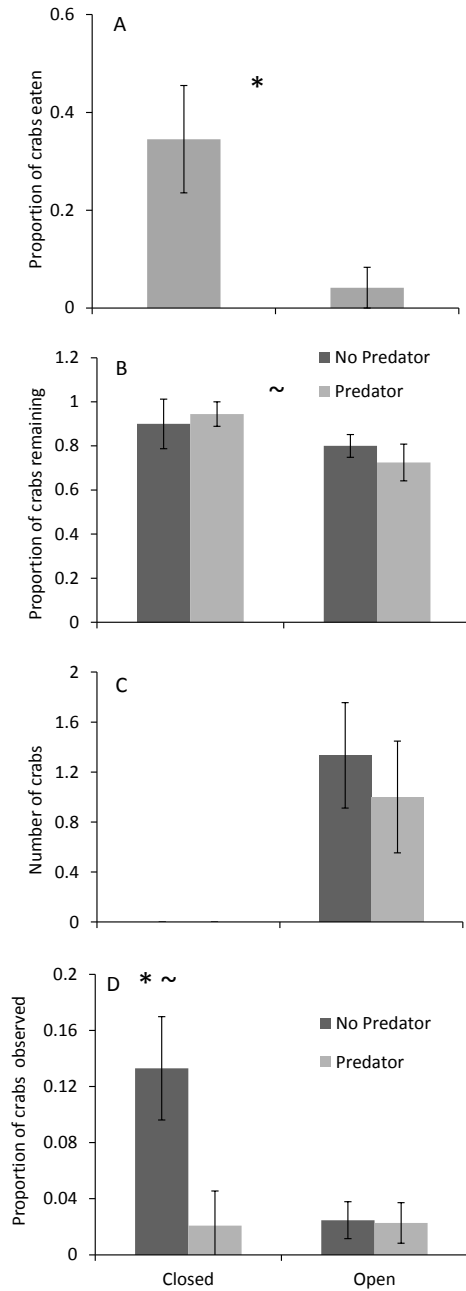 A
0.6
0.4
0.2
0
Proportion of crabs eaten
*
B
1.2
1
0.8
0.6
0.4
0.2
0
Proportion of crabs remaining
~
No Predator
Predator
C
2
1.6
1.2
0.8
0.4
0
Number of crabs
D
* ~
0.2
0.16
0.12
0.08
0.04
0
Proportion of crabs observed
No Predator
Predator
Closed
Open